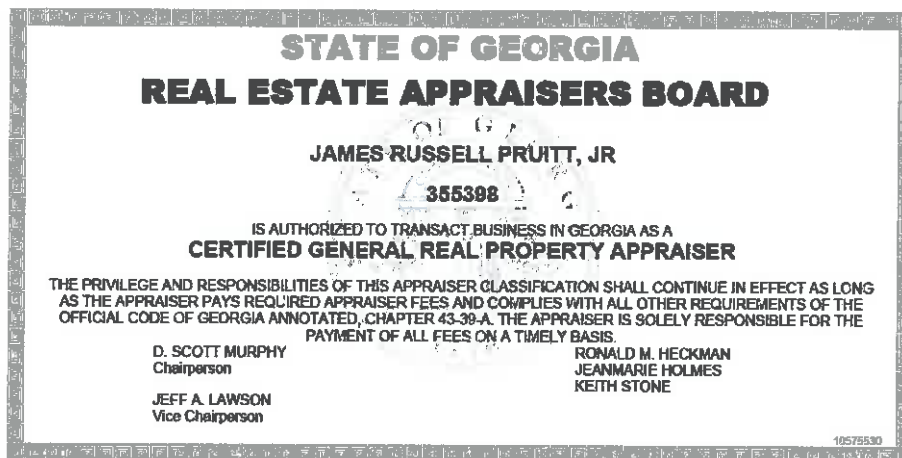 STATE OF GEORGIA
REAL ESTATE APPRAISERS BOARD
JAMES RUSSELL PRUITT, JR
355398
IS AUTHORIZED TO TRANSACT BUSINESS IN GEORGIA AS A
CERTIFIED GENERAL REAL PROPERTY APPRAISER
THE PRIVILEGE AND RESPONSIBILITIES OF THIS APPRAISER CLASSIFICATION SHALL CONTINUE IN EFFECT AS LONG
AS THE APPRAISER PAYS REQUIRED APPRAISER FEES AND COMPLIES WITH ALL OTHER REQUIREMENTS OF THE
OFFICIAL CODE OF GEORGIA ANNOTATED, CHAPTER 43-39-A. THE APPRAISER IS SOLELY RESPONSIBLE FOR THE
PAYMENT OF ALL FEES ON A TIMELY BASIS.
D. SCOTT MURPHY
Chairperson
JEFF A. LAWSON
Vice Chairperson
RONALD M. HECKMAN
JEANMARIE HOLMES
KEITH STONE
10575530